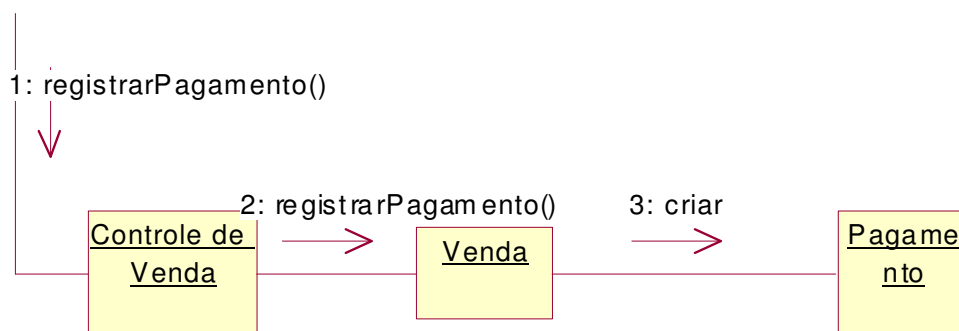 1: registrarPagamento()
2: registrarPagamento()
3: criar
Controle de
Venda
Venda
Pagame
nto